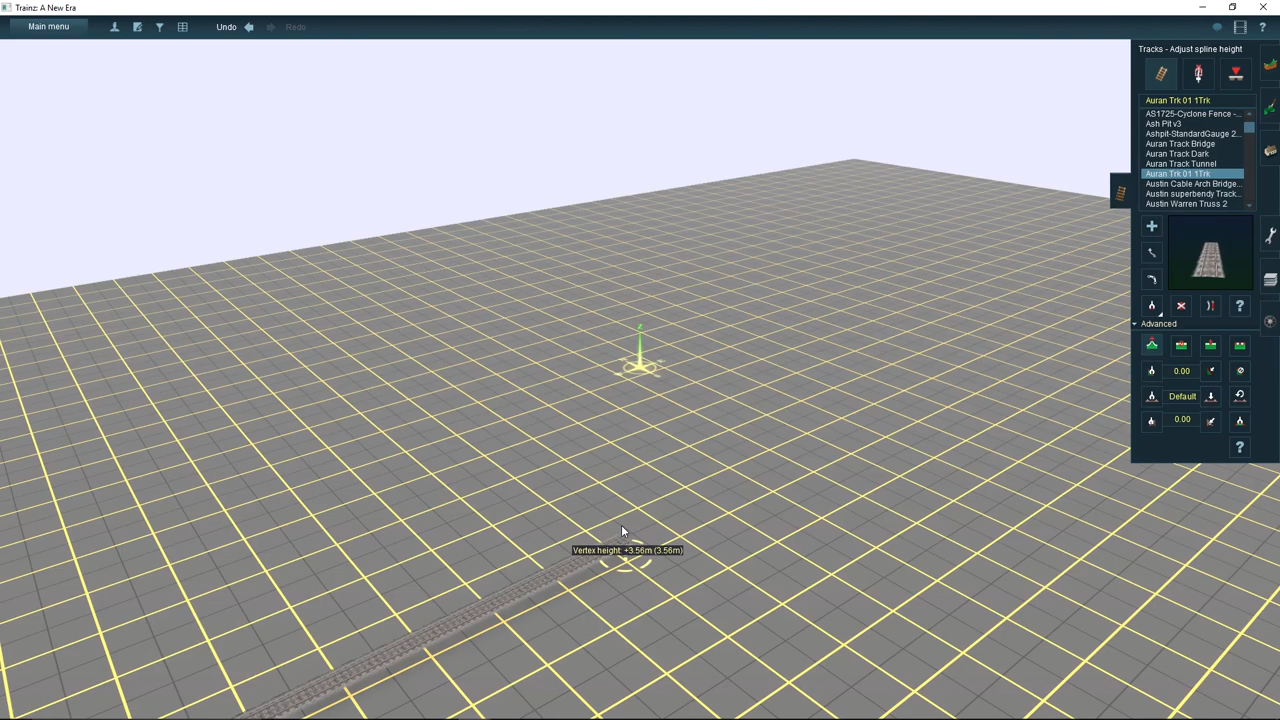 Trainz: A New Era
Main menu
Undo
Redo
?
Tracks - Adjust spline height
Auran Trk 01 1Trk
AS1725-Cyclone Fence -...
Ash Pit v3
Ashpit-StandardGauge 2...
Auran Track Bridge
Auran Track Dark
Auran Track Tunnel
Auran Trk 01 1Trk
Austin Cable Arch Bridge...
Austin superbendy Track...
Austin Warren Truss 2
?
Advanced
0.00
Default
0.00
?
z
Vertex height: +3.56m (3.56m)